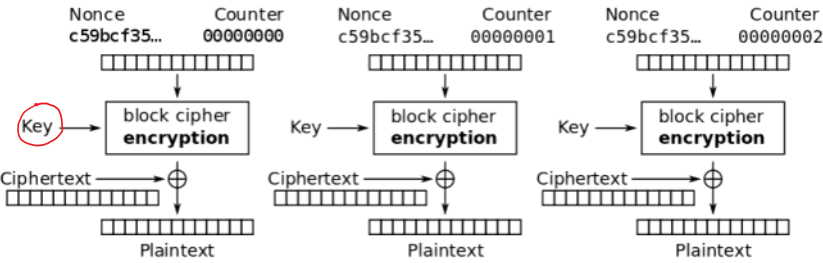 Nonce Counter Nonce Counter Nonce Counter
c59bcf35… 00000000 c59bcf35… 00000001 c59bcf35… 00000002
block cipher block cipher block cipher
Key encryption Key encryption Key encryption
Ciphertext Ciphertext Ciphertext
Plaintext Plaintext Plaintext